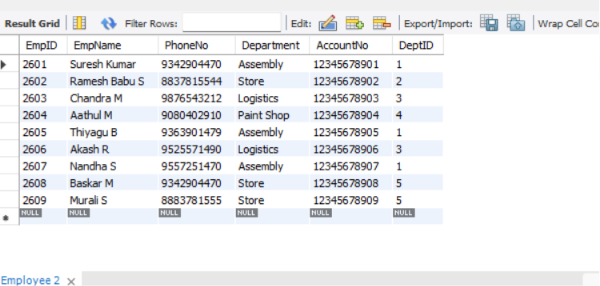 Result Grid Filter Rows: Edit: Export/Import: Wrap Cell Co
EmpID EmpName PhoneNo Department AccountNo DeptID
2601 Suresh Kumar 9342904470 Assembly 12345678901 1
2602 Ramesh Babu S 8837815544 Store 12345678902 2
2603 Chandra M 9876543212 Logistics 12345678903 3
2604 Aathul M 9080402910 Paint Shop 12345678904 4
2605 Thiyagu B 9363901479 Assembly 12345678905 1
2606 Akash R 9525571490 Logistics 12345678906 3
2607 Nandha S 9557251470 Assembly 12345678907 1
2608 Baskar M 9342904470 Store 12345678908 5
2609 Murali S 8883781555 Store 12345678909 5
NULL NULL NULL NULL NULL NULL
Employee 2